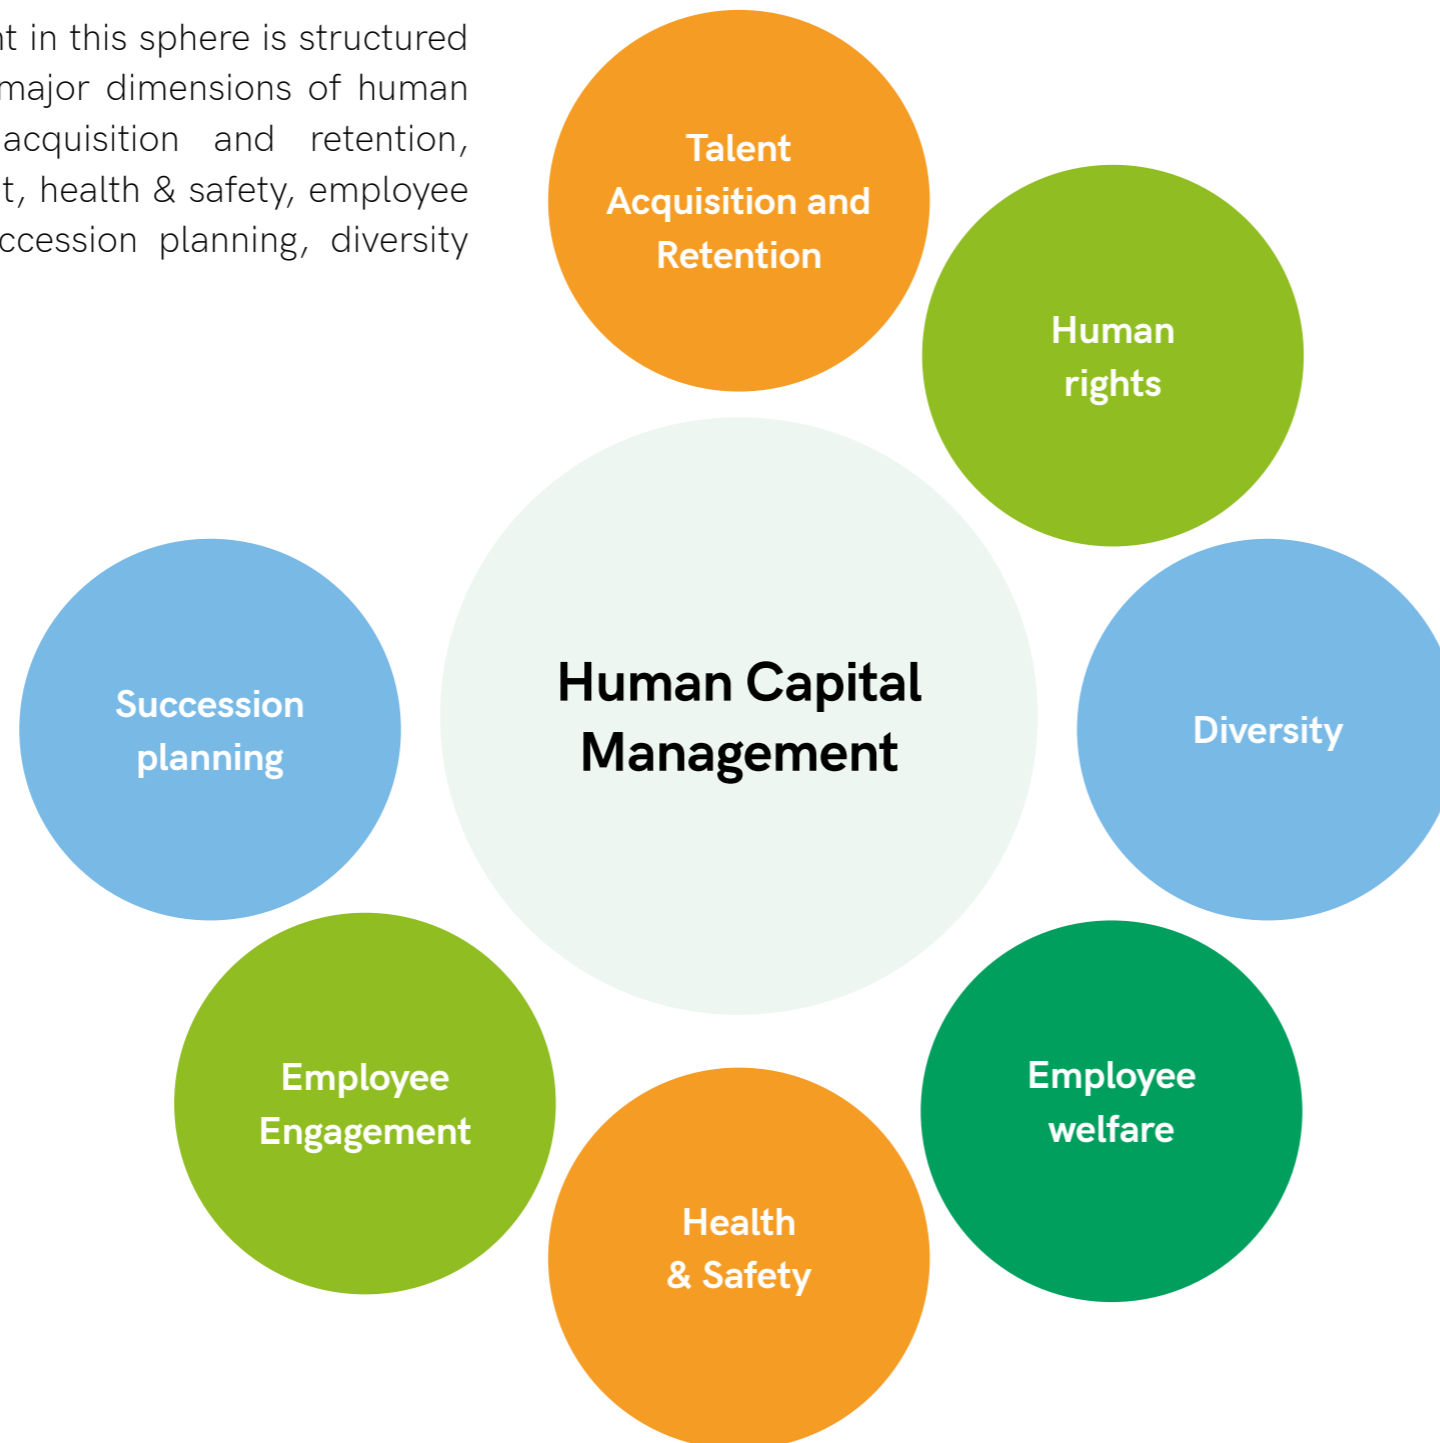 in this sphere is structured
major dimensions of human
acquisition and retention,
health & safety, employee
succession planning, diversity
Talent
Acquisition and
Retention
Human
rights
Diversity
Employee
welfare
Health
& Safety
Employee
Engagement
Succession
planning
Human Capital
Management